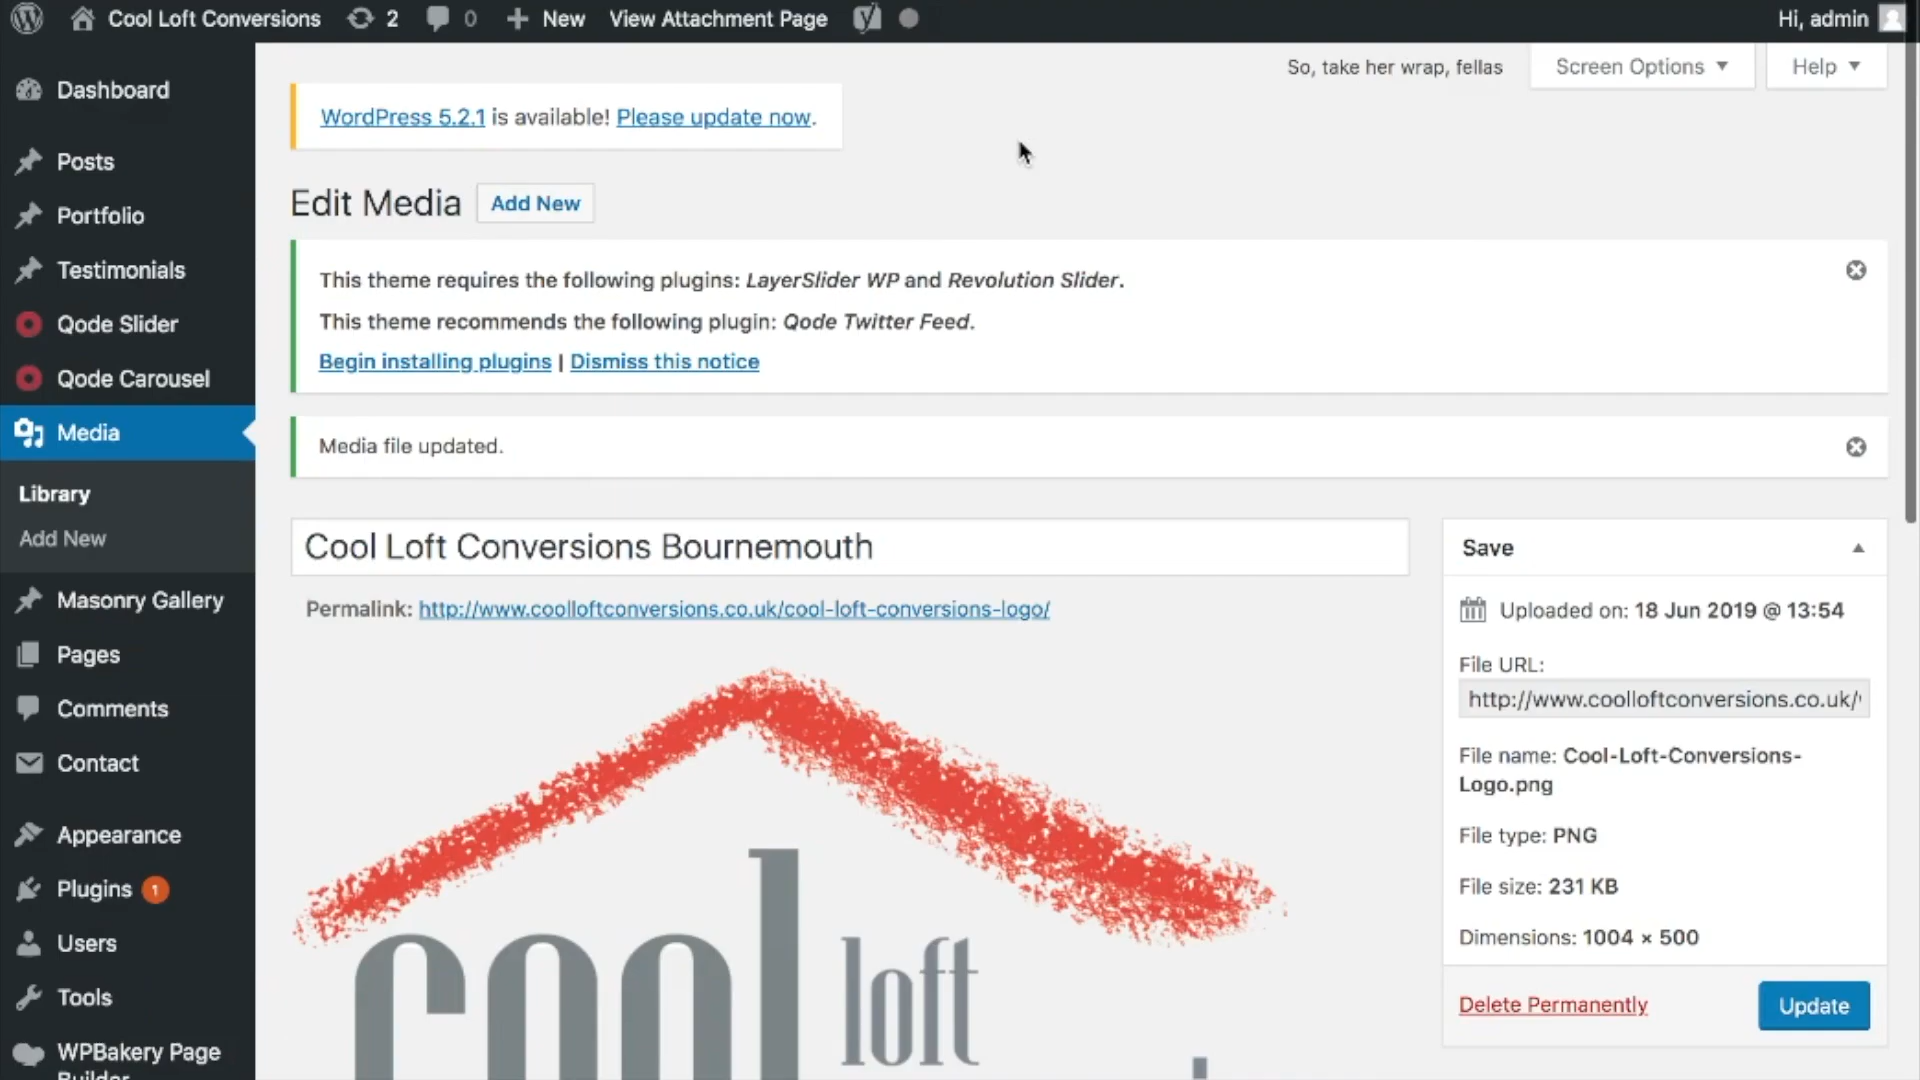 Cool Loft Conversions 2 0 New View Attachment Page Hi, admin
So, take her wrap, fellas Screen Options Help
Dashboard
Posts
Portfolio
Testimonials
Qode Slider
Qode Carousel
Media
Library
Add New
Masonry Gallery
Pages
Comments
Contact
Appearance
Plugins 1
Users
Tools
WPBakery Page
Builder
WordPress 5.2.1 is available! Please update now.
Edit Media Add New
This theme requires the following plugins: LayerSlider WP and Revolution Slider.
This theme recommends the following plugin: Qode Twitter Feed.
Begin installing plugins | Dismiss this notice
Media file updated.
Cool Loft Conversions Bournemouth
Permalink: http://www.coolloftconversions.co.uk/cool-loft-conversions-logo/
cool loft
Save
Uploaded on: 18 Jun 2019 @ 13:54
File URL:
http://www.coolloftconversions.co.uk/
File name: Cool-Loft-Conversions-
Logo.png
File type: PNG
File size: 231 KB
Dimensions: 1004 × 500
Delete Permanently Update